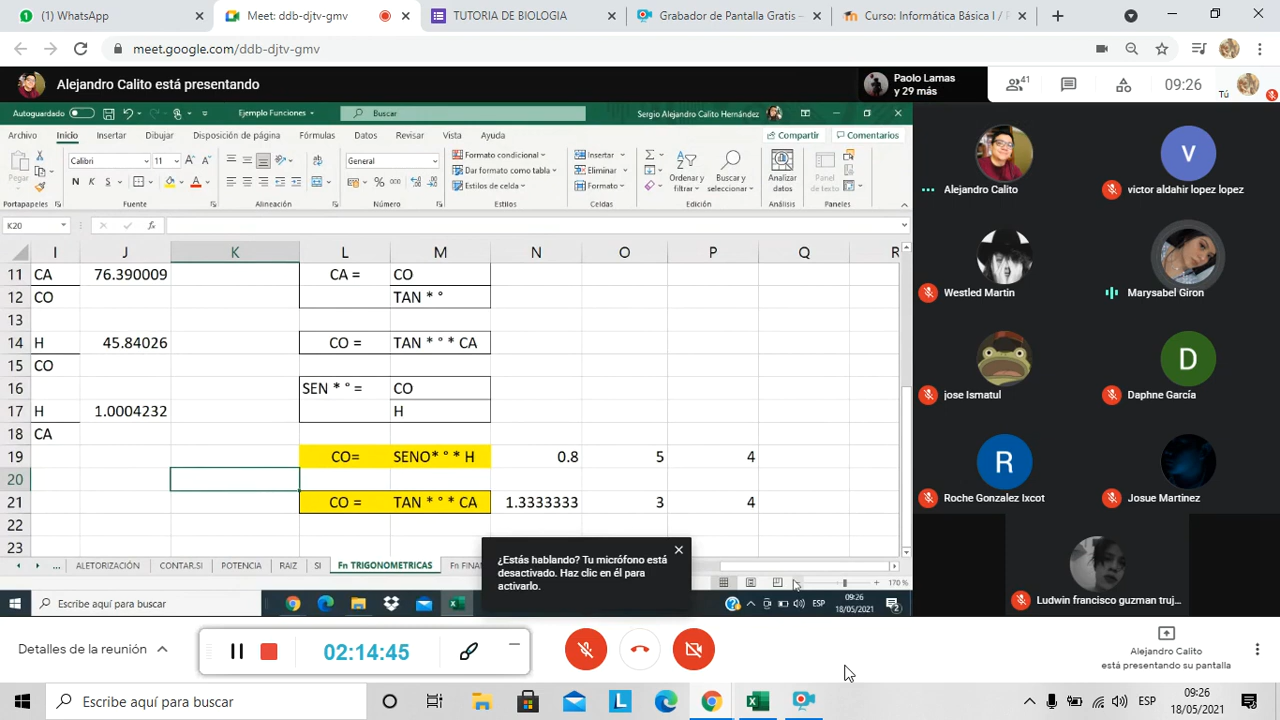 (1) WhatsApp
Meet: ddb-djtv-gmv
TUTORIA DE BIOLOGIA
Grabador de Pantalla Gratis –
Curso: Informática Básica I / P
meet.google.com/ddb-djtv-gmv
Alejandro Calito está presentando
Paolo Lamas
y 29 más
41
09:26
Tú
Autoguardado
Ejemplo Funciones
Buscar
Sergio Alejandro Calito Hernández
Archivo Inicio Insertar Dibujar Disposición de página Fórmulas Datos Revisar Vista Ayuda
Compartir Comentarios
Pegar
Calibri 11
N K S
General
Formato condicional
Dar formato como tabla
Estilos de celda
Insertar
Eliminar
Formato
Ordenar y filtrar
Buscar y seleccionar
Analizar datos
Panel de texto
Portapapeles Fuente Alineación Número Estilos Celdas Edición Análisis Paneles
K20 fx
I J K L M N O P Q R
11 CA 76.390009 CA = CO
12 CO TAN * °
13
14 H 45.84026 CO = TAN * ° * CA
15 CO
16 SEN * ° = CO
17 H 1.0004232 H
18 CA
19 CO= SENO* ° * H 0.8 5 4
20
21 CO = TAN * ° * CA 1.3333333 3 4
22
23
... ALETORIZACIÓN CONTAR.SI POTENCIA RAIZ SI Fn TRIGONOMETRICAS Fn FINAN
170 %
¿Estás hablando? Tu micrófono está
desactivado. Haz clic en él para
activarlo.
Escribe aquí para buscar
ESP
09:26
18/05/2021
2
Alejandro Calito
V
victor aldahir lopez lopez
Westled Martin
Marysabel Giron
jose Ismatul
D
Daphne García
R
Roche Gonzalez Ixcot
Josue Martinez
Ludwin francisco guzman truj...
Detalles de la reunión
02:14:45
Alejandro Calito
está presentando su pantalla
Escribe aquí para buscar
L
ESP
09:26
18/05/2021
2